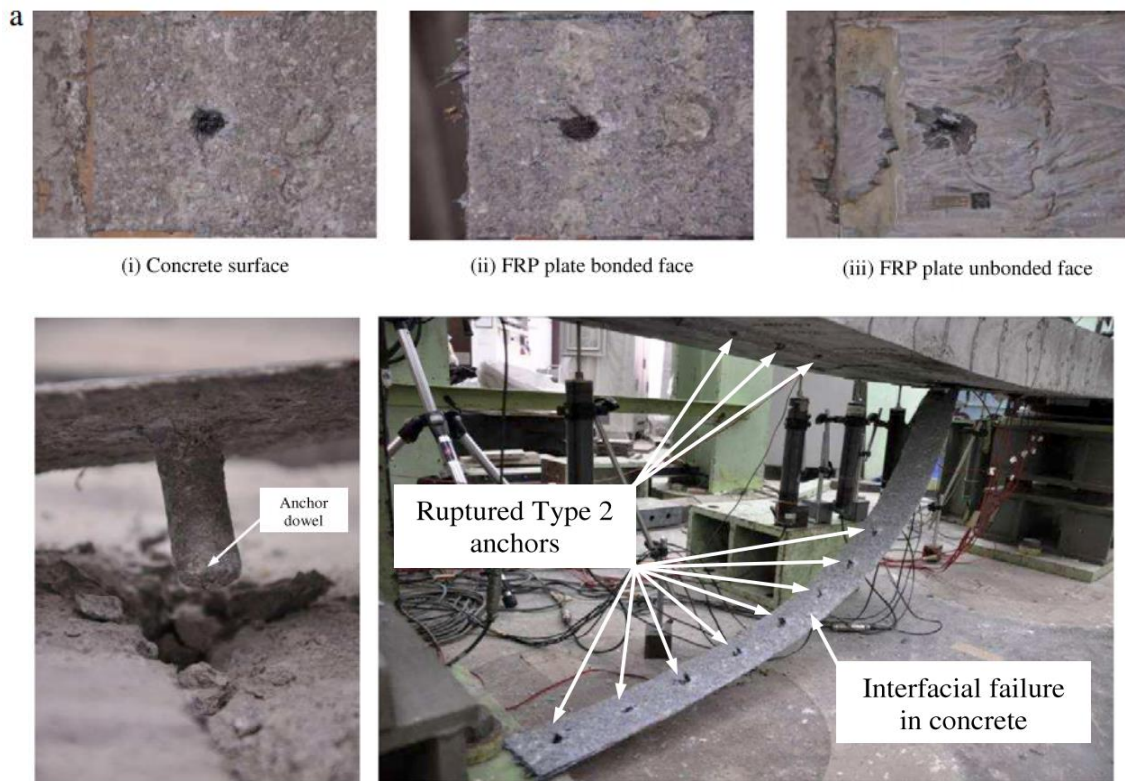 a
(i) Concrete surface
(ii) FRP plate bonded face
(iii) FRP plate unbonded face
Anchor
dowel
Ruptured Type 2
anchors
Interfacial failure
in concrete